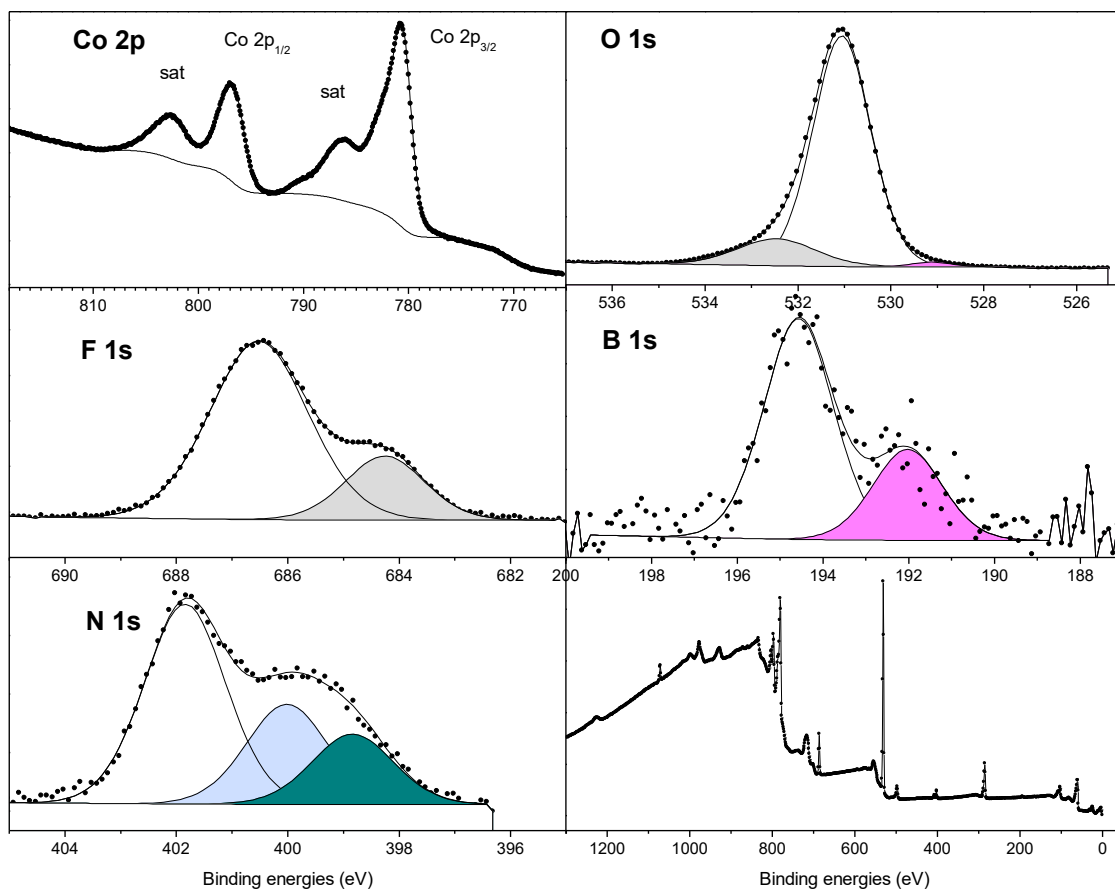 Co 2p
Co 2p1/2
Co 2p3/2
sat
sat
810 800 790 780 770
O 1s
536 534 532 530 528 526
F 1s
690 688 686 684 682
B 1s
200 198 196 194 192 190 188
N 1s
404 402 400 398 396
Binding energies (eV)
1200 1000 800 600 400 200 0
Binding energies (eV)